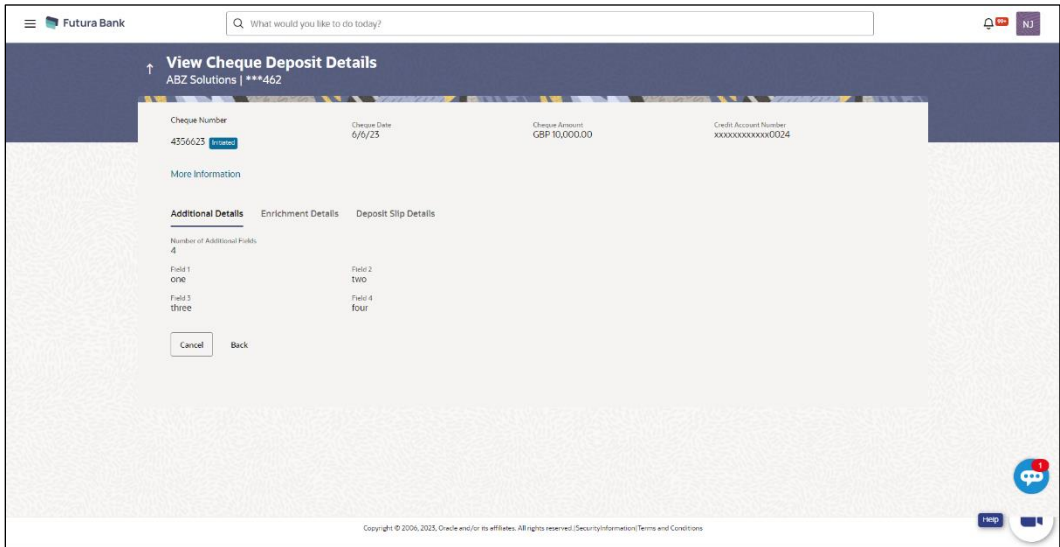 Futura Bank
What would you like to do today?
99+
NJ
View Cheque Deposit Details
ABZ Solutions | ***462
Cheque Number
Cheque Date
Cheque Amount
Credit Account Number
4356623 Initiated
6/6/23
GBP 10,000.00
xxxxxxxxxxxx0024
More Information
Additional Details
Enrichment Details
Deposit Slip Details
Number of Additional Fields
4
Field 1
Field 2
one
two
Field 3
Field 4
three
four
Cancel
Back
1
Help
Copyright © 2006, 2023, Oracle and/or its affiliates. All rights reserved.|SecurityInformation|Terms and Conditions